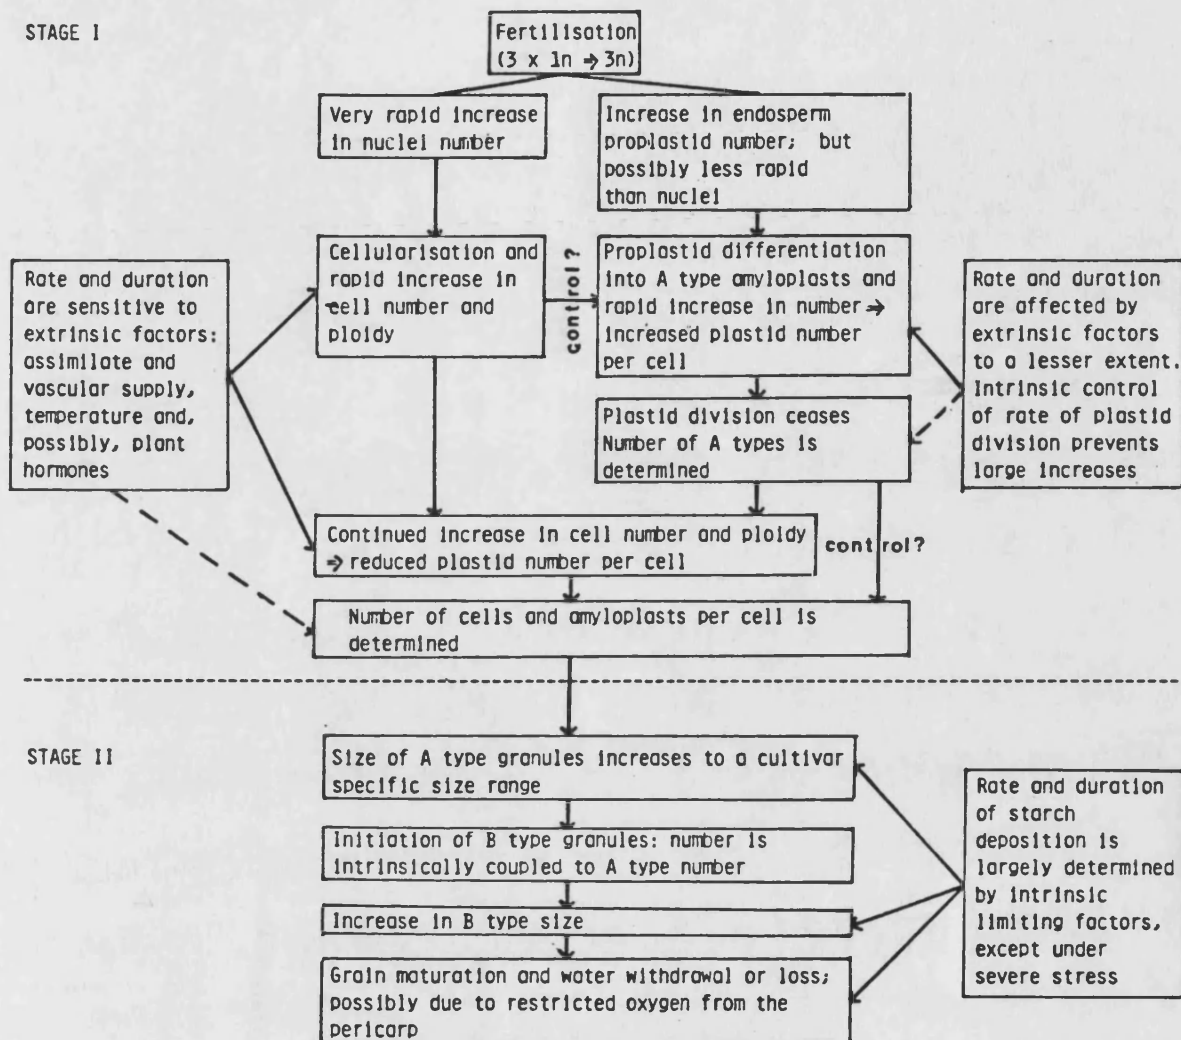 STAGE I
Fertilisation
(3 x 1n → 3n)
Very rapid increase
in nuclei number
Increase in endosperm
proplastid number; but
possibly less rapid
than nuclei
Rate and duration
are sensitive to
extrinsic factors:
assimilate and
vascular supply,
temperature and,
possibly, plant
hormones
Cellularisation and
rapid increase in
cell number and
ploidy
control?
Proplastid differentiation
into A type amyloplasts and
rapid increase in number →
increased plastid number
per cell
Rate and duration
are affected by
extrinsic factors
to a lesser extent.
Intrinsic control
of rate of plastid
division prevents
large increases
Plastid division ceases
Number of A types is
determined
Continued increase in cell number and ploidy
→ reduced plastid number per cell
control?
Number of cells and amyloplasts per cell is
determined
STAGE II
Size of A type granules increases to a cultivar
specific size range
Initiation of B type granules: number is
intrinsically coupled to A type number
Increase in B type size
Grain maturation and water withdrawal or loss;
possibly due to restricted oxygen from the
pericarp
Rate and duration
of starch
deposition is
largely determined
by intrinsic
limiting factors,
except under
severe stress